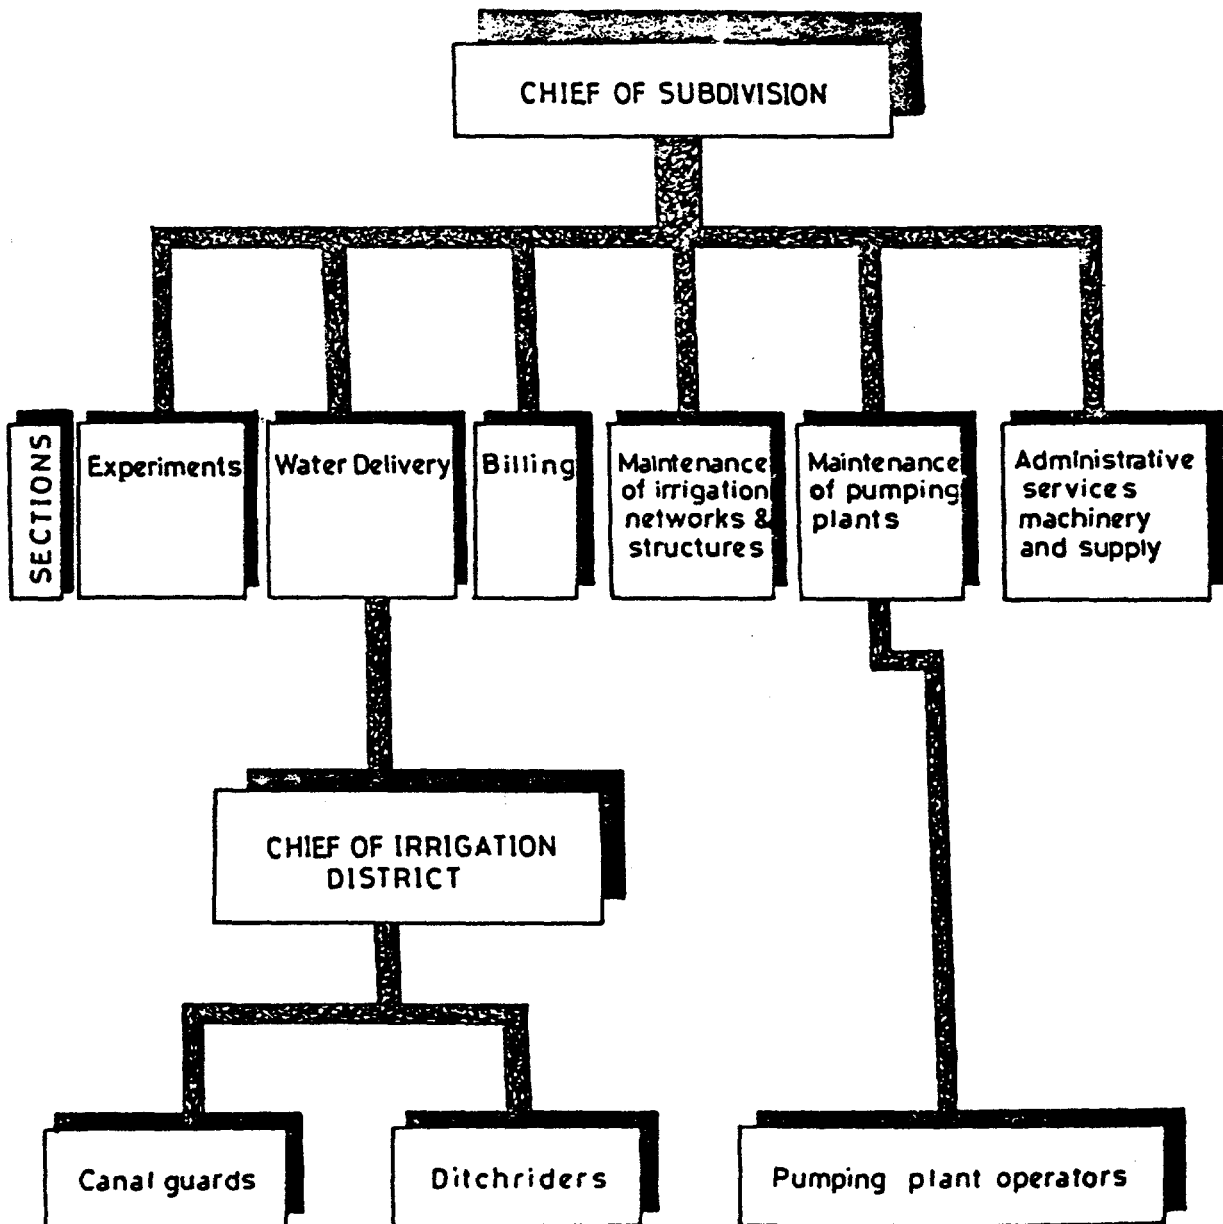 CHIEF OF SUBDIVISION
SECTIONS
Experiments
Water Delivery
Billing
Maintenance
of irrigation
networks &
structures
Maintenance
of pumping
plants
Administrative
services
machinery
and supply
CHIEF OF IRRIGATION
DISTRICT
Canal guards
Ditchriders
Pumping plant operators